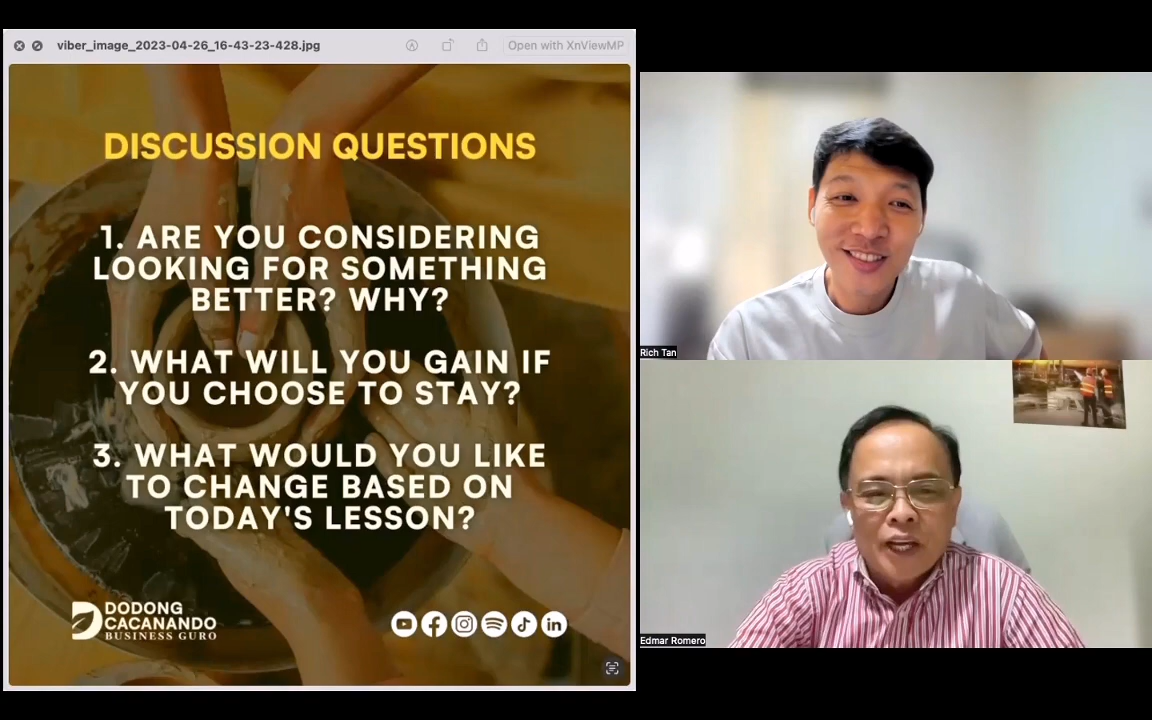 viber_image_2023-04-26_16-43-23-428.jpg
Open with XnViewMP
DISCUSSION QUESTIONS
1. ARE YOU CONSIDERING
LOOKING FOR SOMETHING
BETTER? WHY?
2. WHAT WILL YOU GAIN IF
YOU CHOOSE TO STAY?
3. WHAT WOULD YOU LIKE
TO CHANGE BASED ON
TODAY'S LESSON?
DODONG
CACANANDO
BUSINESS GURO
Rich Tan
Edmar Romero